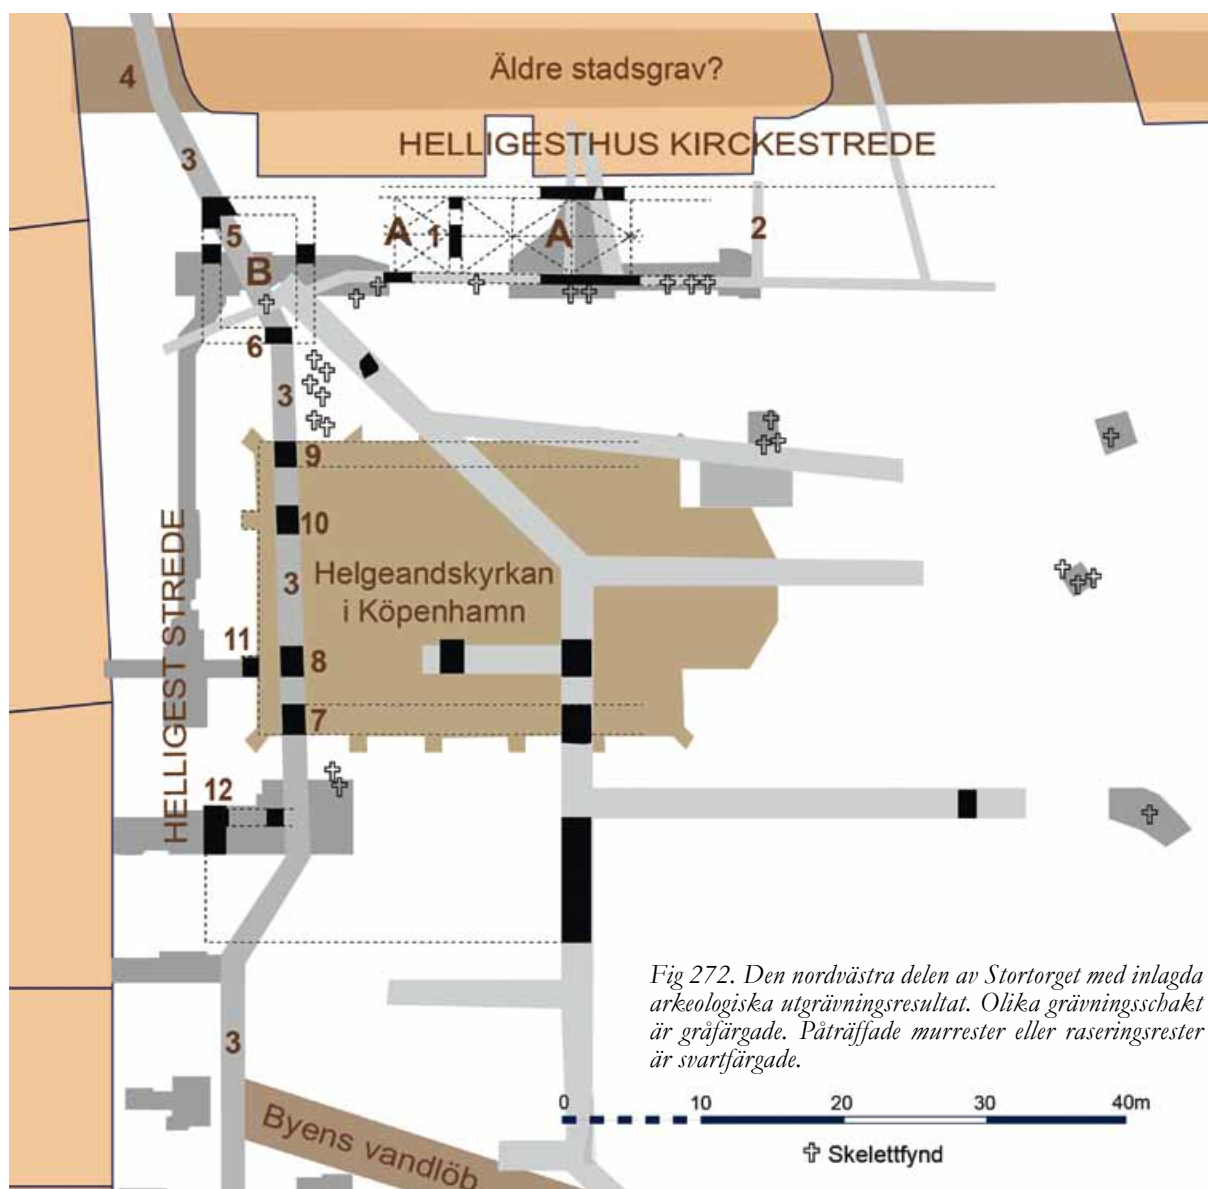 Äldre stadsgrav?
4
HELLIGESTHUS KIRCKESTREDE
3
5
A
1
A
2
B
6
3
9
10
HELLIGEST STREDE
3
Helgeandskyrkan
i Köpenhamn
11
8
7
12
Fig 272. Den nordvästra delen av Stortorget med inlagda
arkeologiska utgrävningsresultat. Olika grävningsschakt
är gråfärgade. Påträffade murrester eller raseringsrester
är svartfärgade.
3
0 10 20 30 40m
Byens vandlöb
Skelettfynd